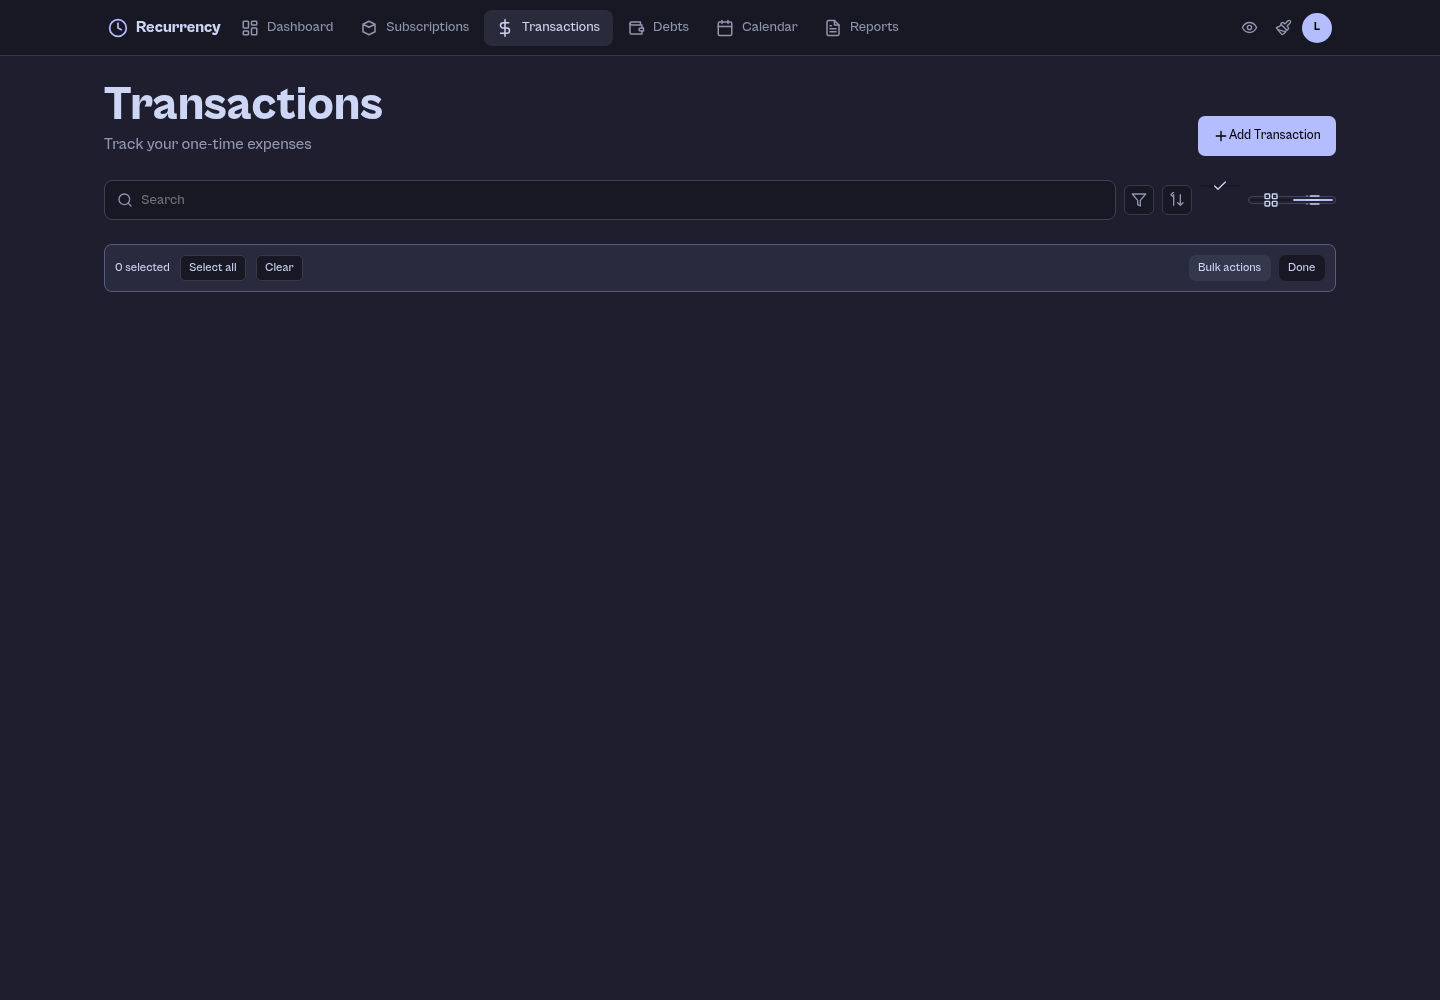 Recurrency
Dashboard
Subscriptions
Transactions
Debts
Calendar
Reports
L
Transactions
Track your one-time expenses
Add Transaction
Search
0 selected
Select all
Clear
Bulk actions
Done